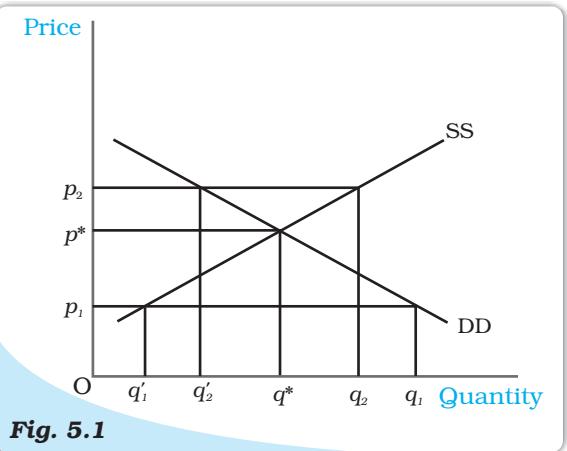 Price
SS
p₂
p*
p₁
DD
O
q′₁ q′₂ q* q₂ q₁ Quantity
Fig. 5.1